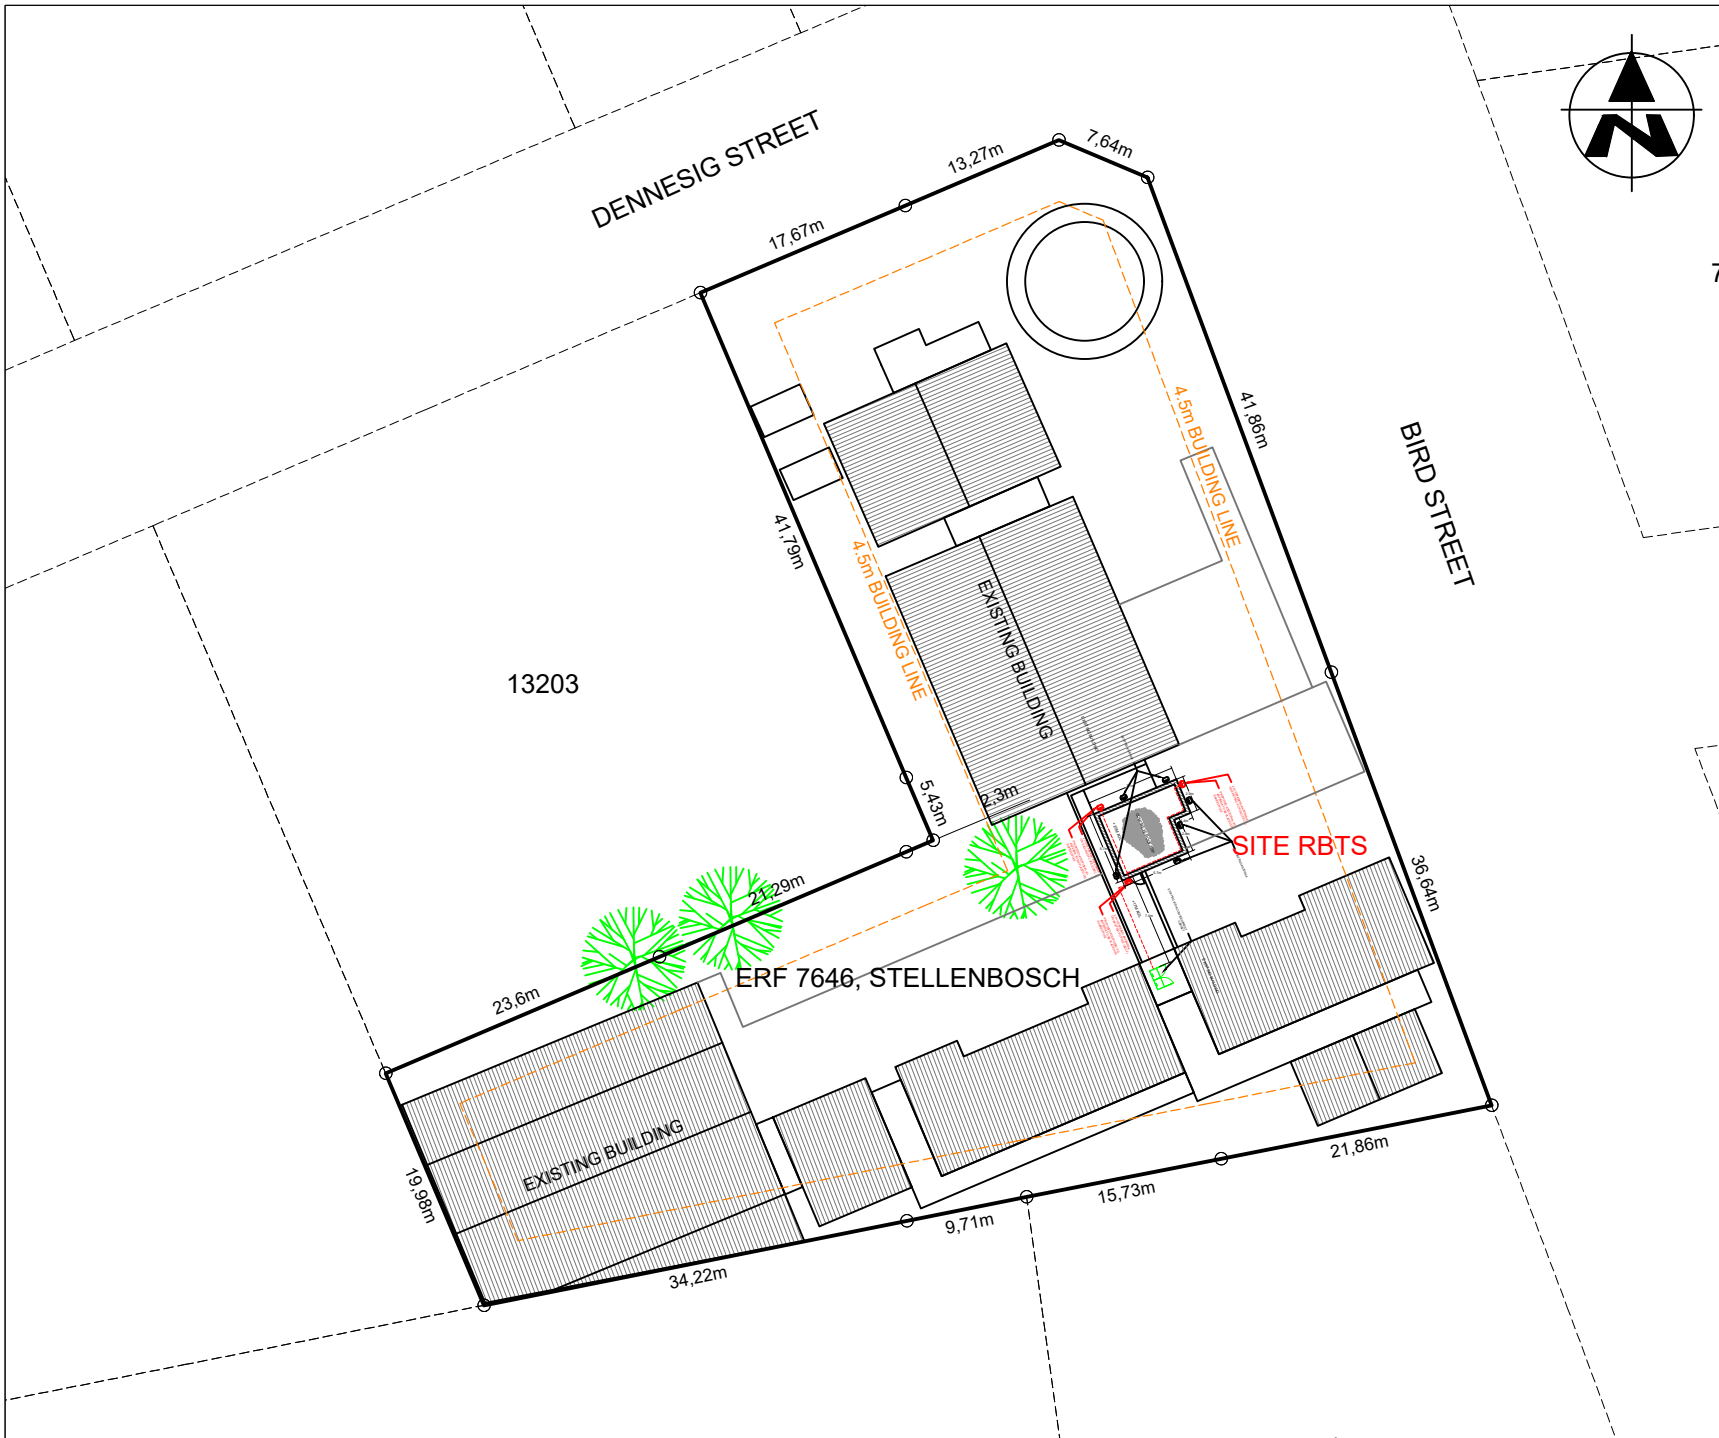 DENNESIG STREET
13,27m
7,64m
17,67m
N
7
4.5m BUILDING LINE
41,86m
BIRD STREET
41,79m
4.5m BUILDING LINE
EXISTING BUILDING
13203
5,43m
2,3m
SITE RBTS
21,29m
36,64m
ERF 7646, STELLENBOSCH
23,6m
EXISTING BUILDING
19,98m
21,86m
15,73m
9,71m
34,22m